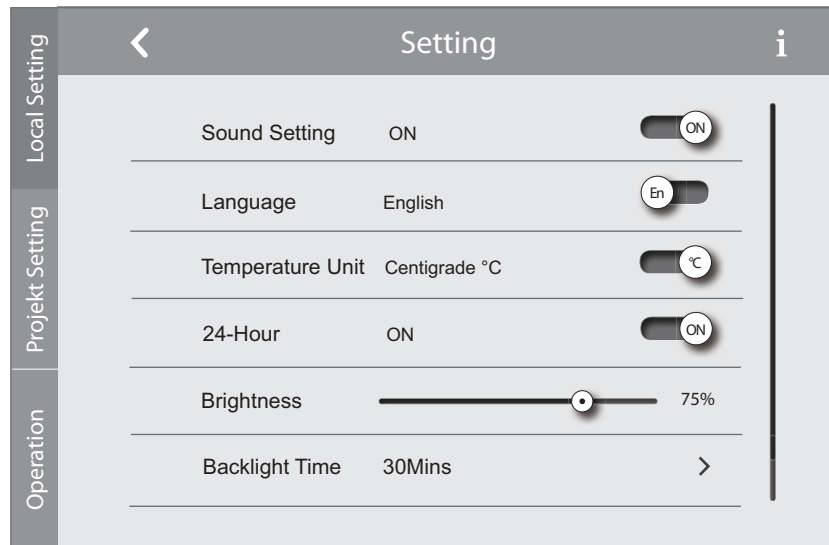 Setting
i
Local Setting
Projekt Setting
Operation
Sound Setting ON ON
Language English En
Temperature Unit Centigrade °C °C
24-Hour ON ON
Brightness 75%
Backlight Time 30Mins